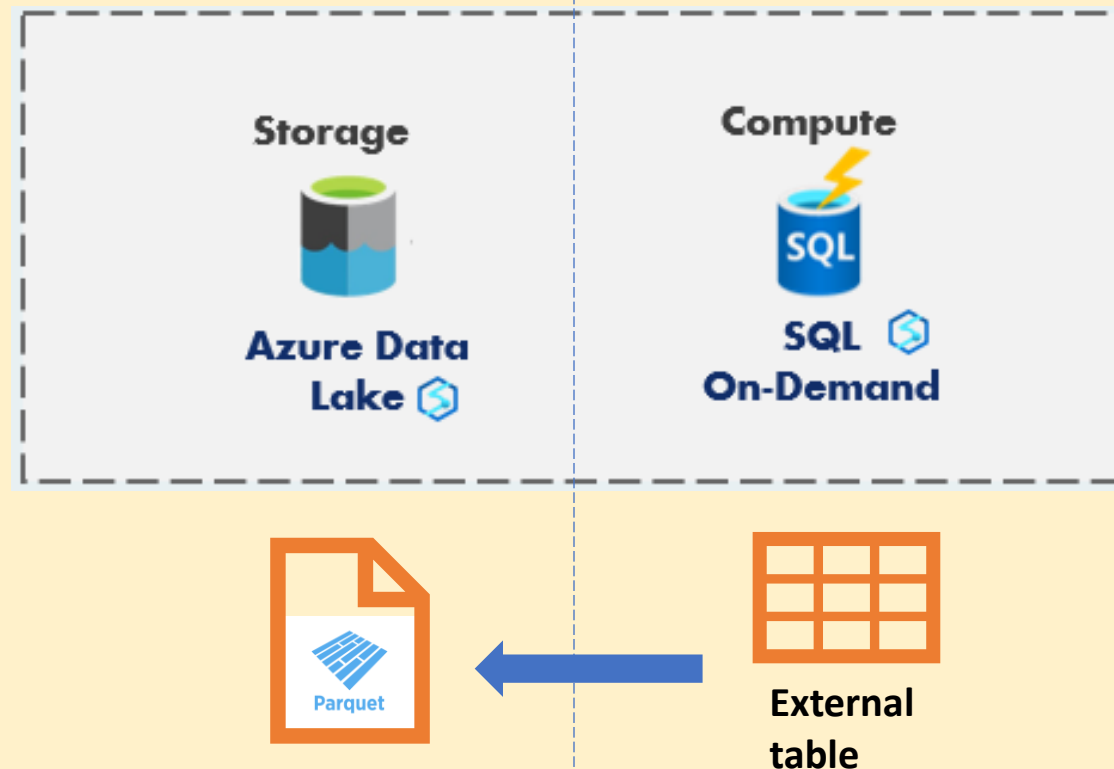 Storage
Compute
SQL
Azure Data
Lake
SQL
On-Demand
Parquet
External
table